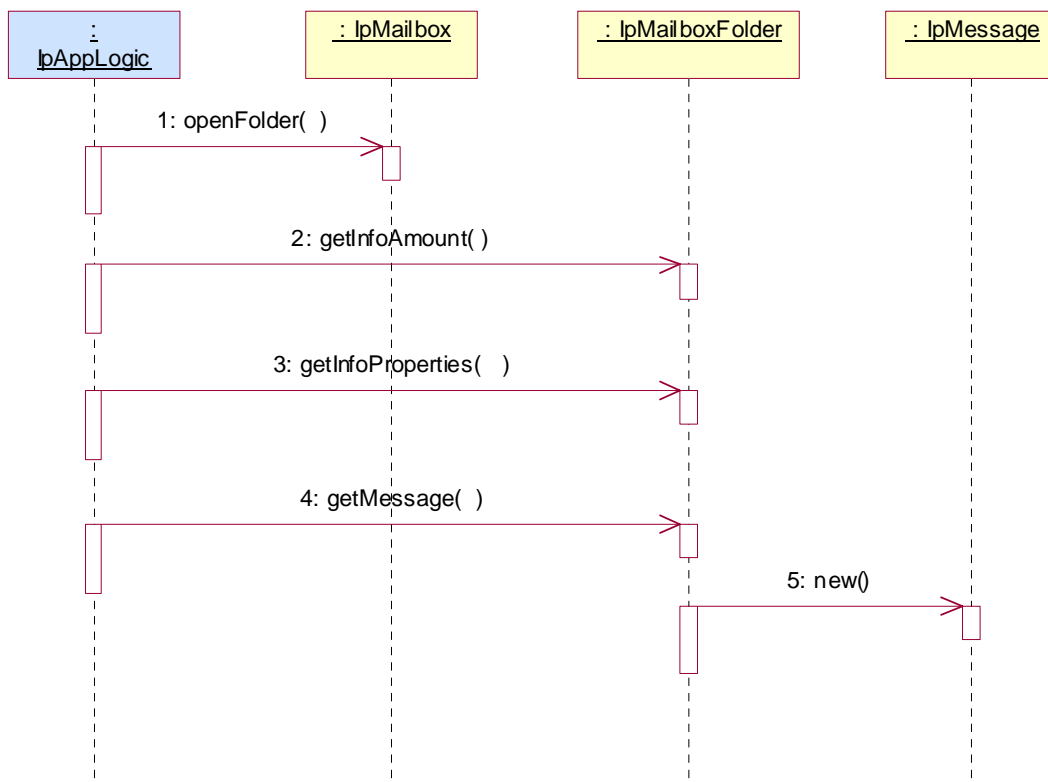 :
IpAppLogic
: IpMailbox
: IpMailboxFolder
: IpMessage
1: openFolder( )
2: getInfoAmount( )
3: getInfoProperties( )
4: getMessage( )
5: new()